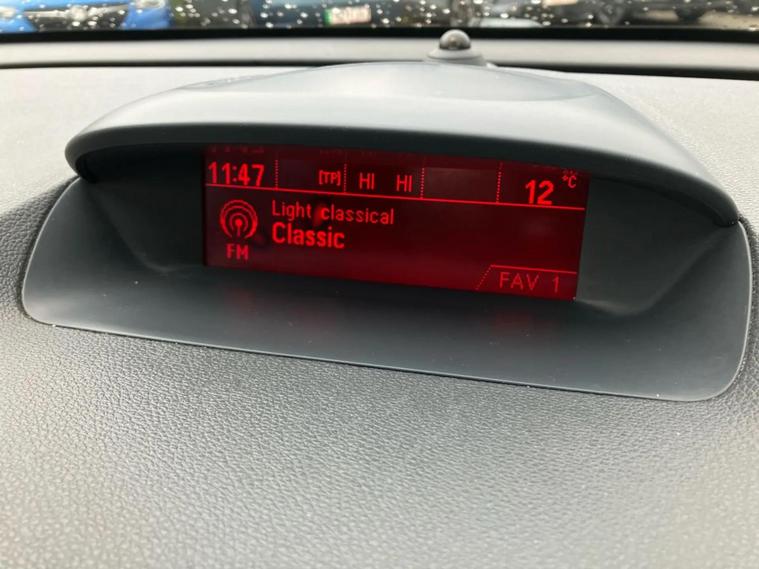 11:47 [TP] HI HI 12 °C
Light classical
Classic
FM
FAV 1